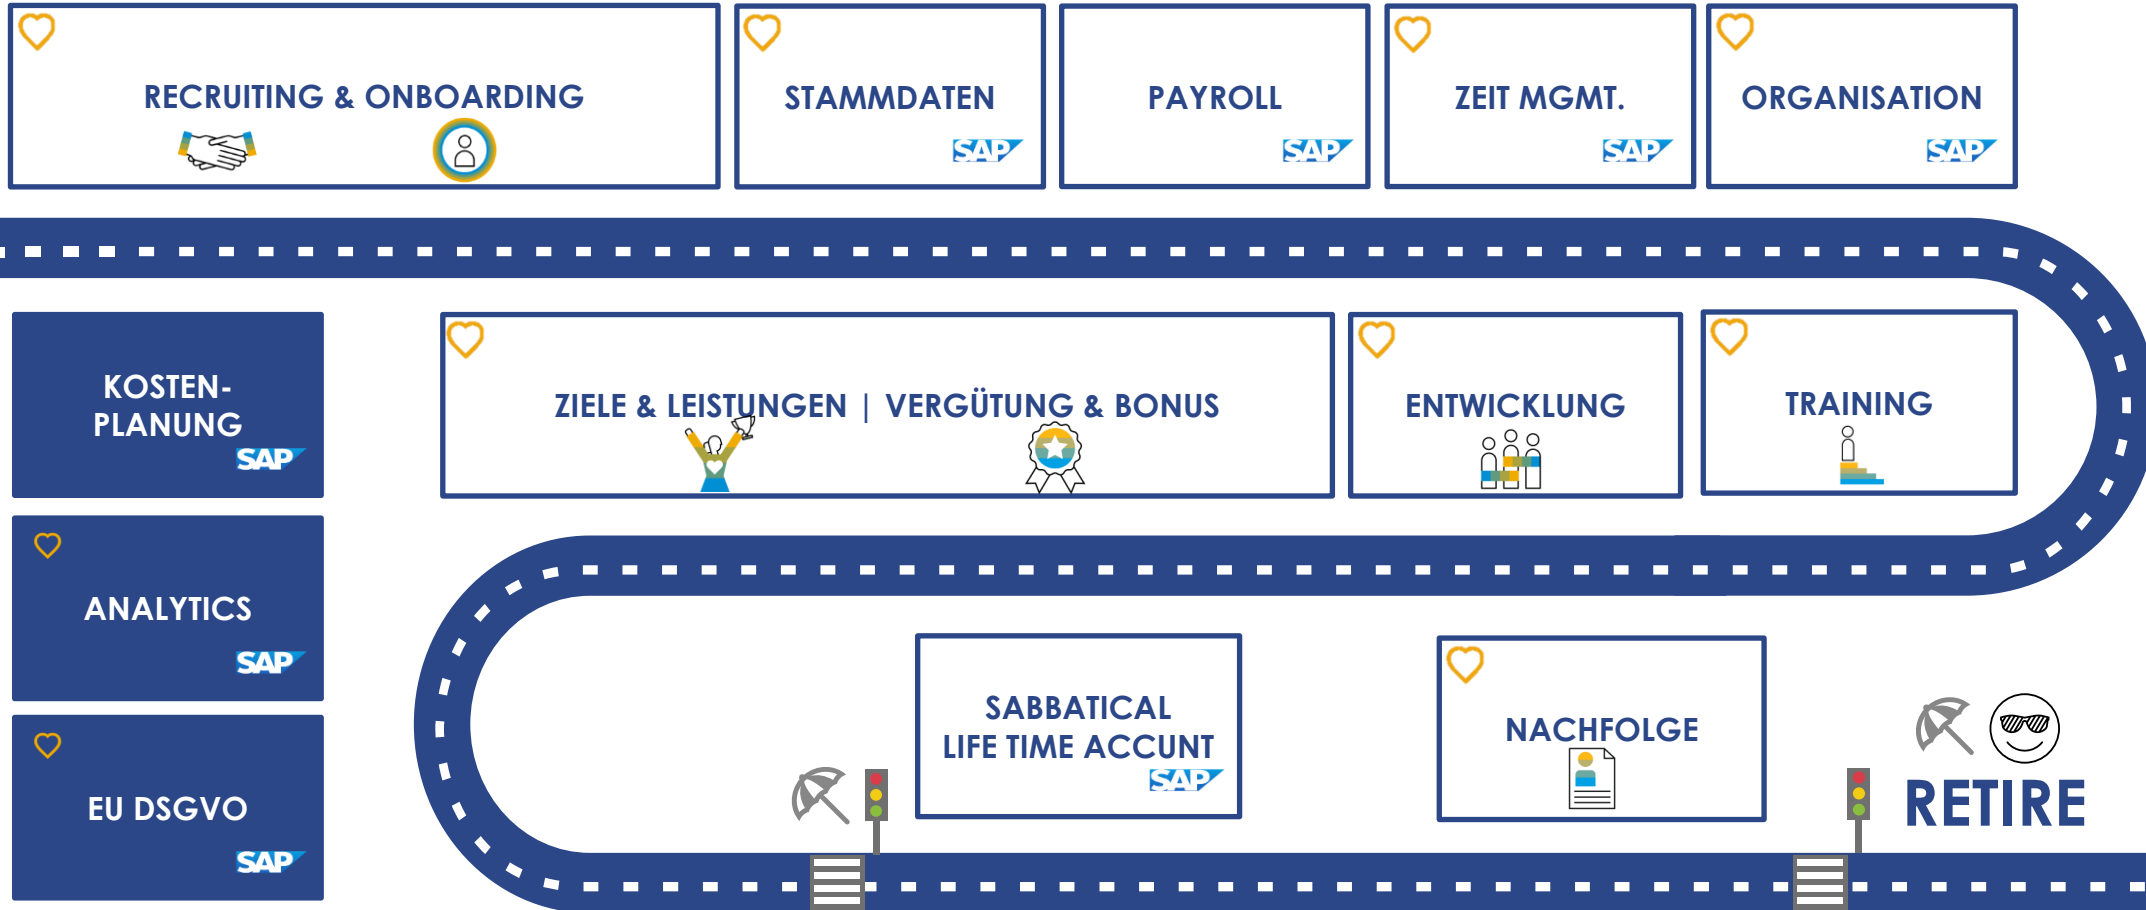 RECRUITING & ONBOARDING
STAMMDATEN
SAP
PAYROLL
SAP
ZEIT MGMT.
SAP
ORGANISATION
SAP
KOSTEN-
PLANUNG
SAP
ZIELE & LEISTUNGEN | VERGÜTUNG & BONUS
ENTWICKLUNG
TRAINING
ANALYTICS
SAP
EU DSGVO
SAP
SABBATICAL
LIFE TIME ACCUNT
SAP
NACHFOLGE
RETIRE